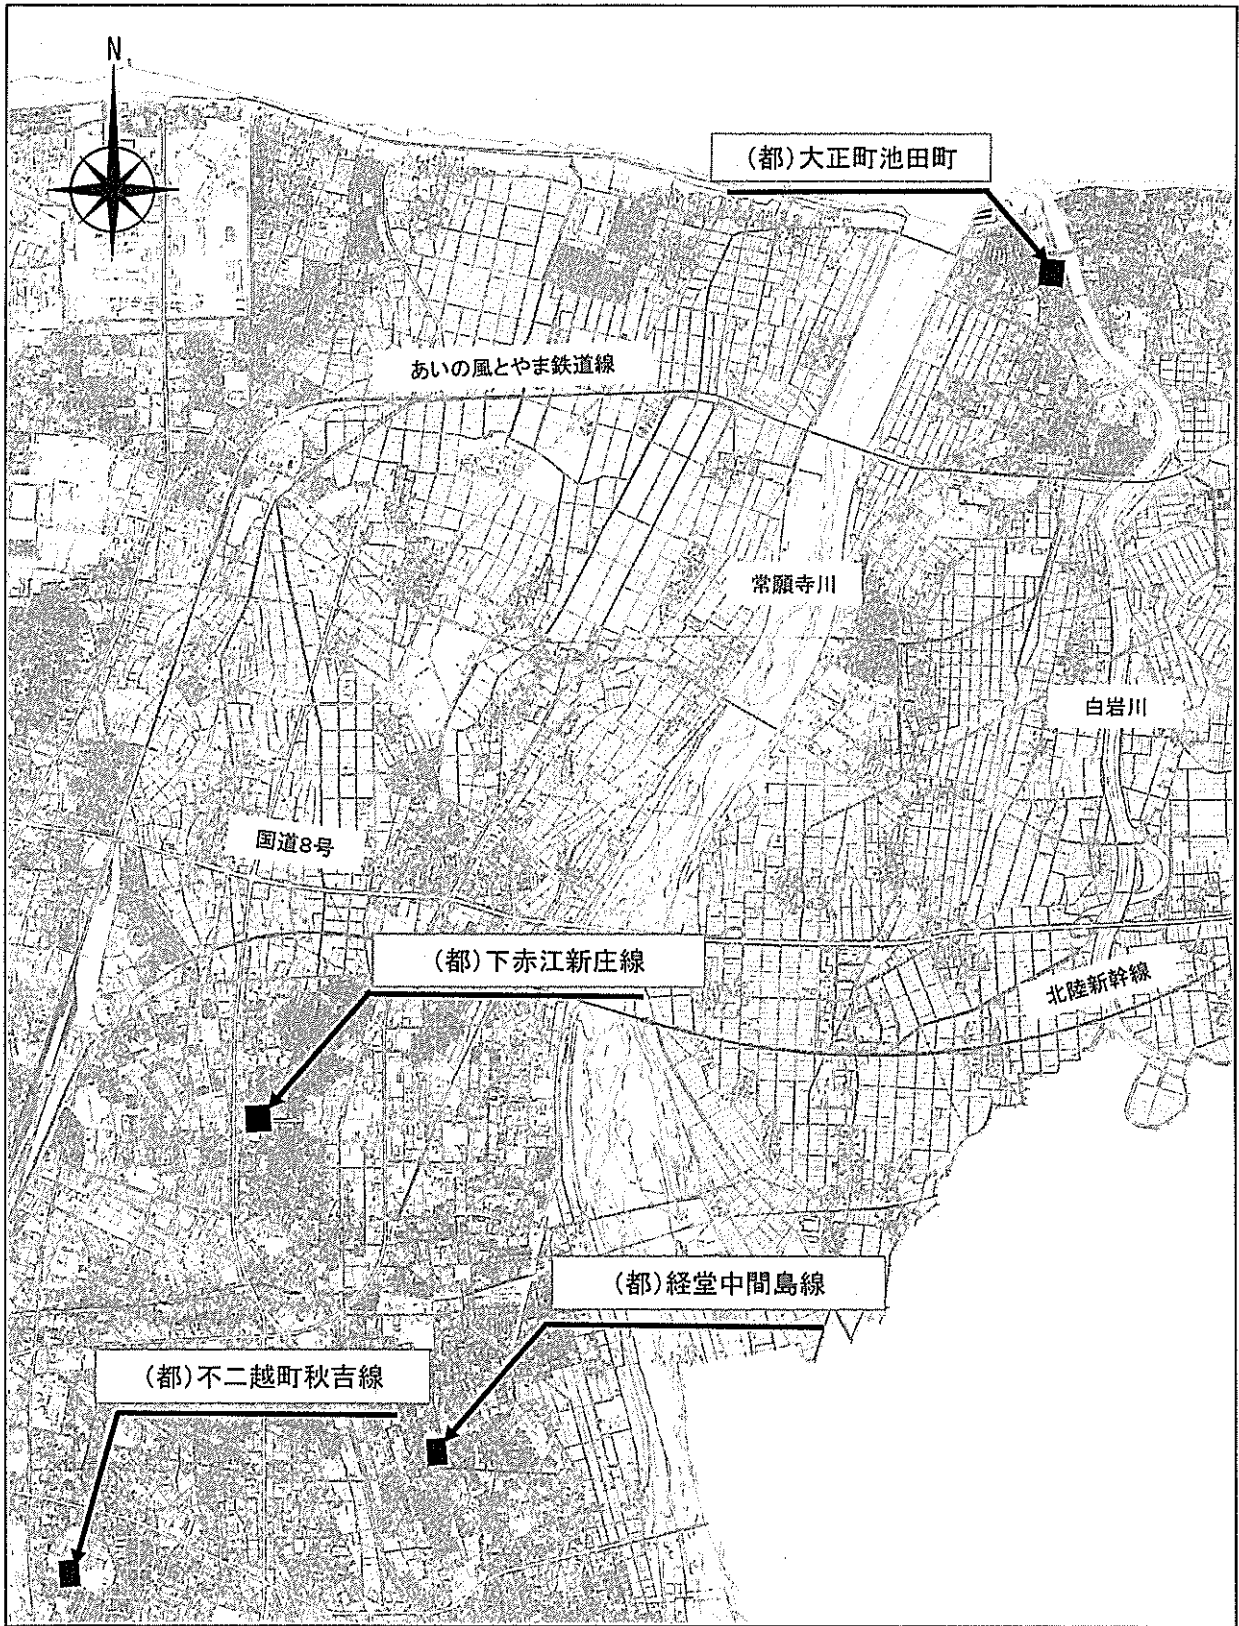 N
(都)大正町池田町
あいの風とやま鉄道線
常願寺川
白岩川
国道8号
(都)下赤江新庄線
北陸新幹線
(都)経堂中間島線
(都)不二越町秋吉線